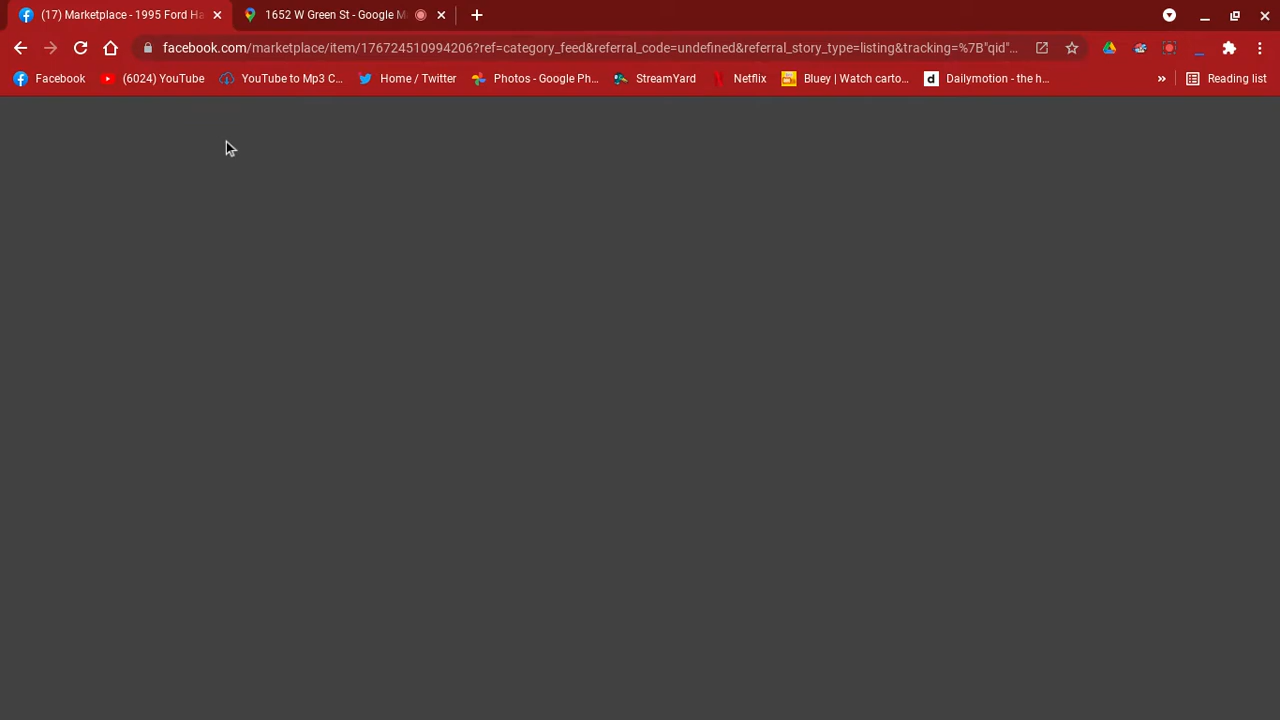 (17) Marketplace - 1995 Ford Ha
1652 W Green St - Google M
facebook.com/marketplace/item/176724510994206?ref=category_feed&referral_code=undefined&referral_story_type=listing&tracking=%7B"qid"...
Facebook
(6024) YouTube
YouTube to Mp3 C...
Home / Twitter
Photos - Google Ph...
StreamYard
Netflix
Bluey | Watch carto...
d
Dailymotion - the h...
»
Reading list